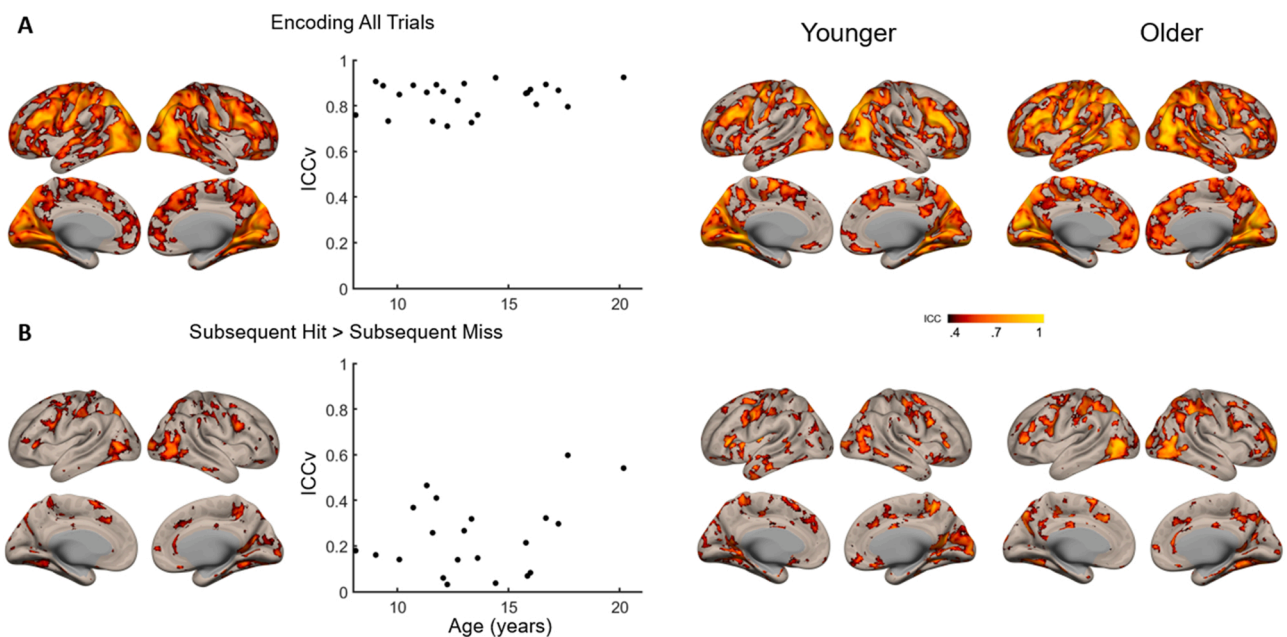 A
Encoding All Trials
Younger
Older
1
0.8
0.6
0.4
0.2
0
ICCv
10
15
20
ICC
.4
.7
1
B
Subsequent Hit > Subsequent Miss
1
0.8
0.6
0.4
0.2
0
ICCv
10
15
20
Age (years)